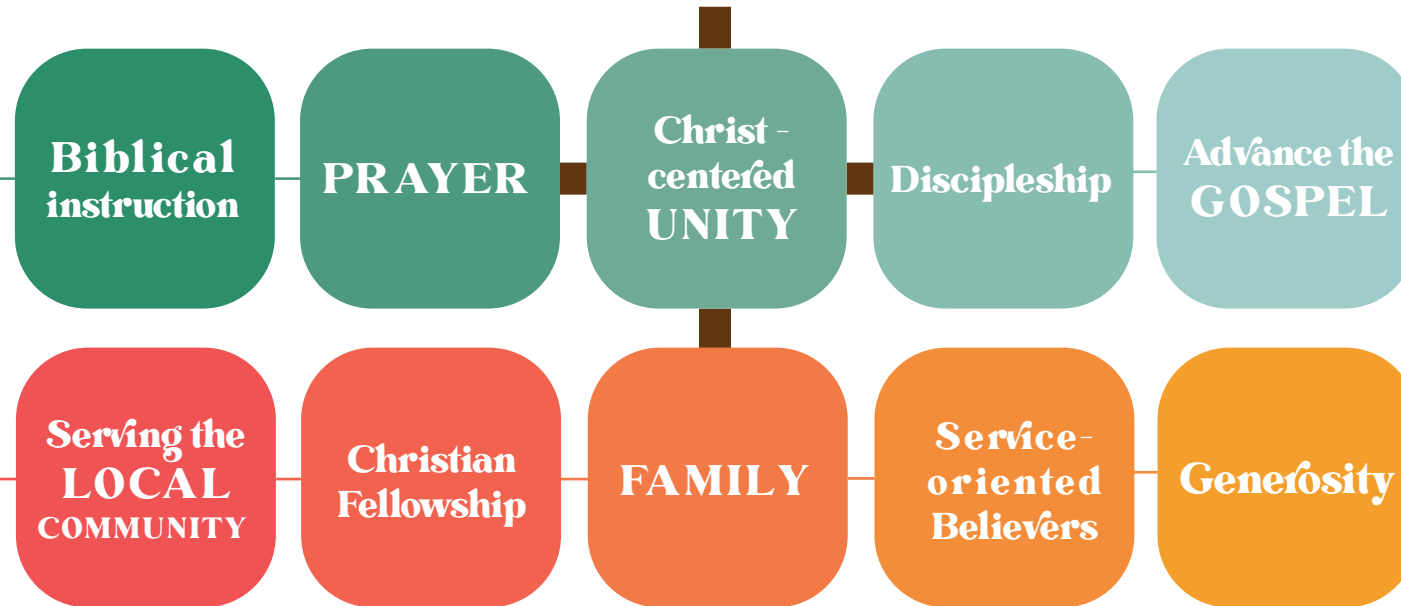 Biblical
instruction
PRAYER
Christ -
centered
UNITY
Discipleship
Advance the
GOSPEL
Serving the
LOCAL
COMMUNITY
Christian
Fellowship
FAMILY
Service-
oriented
Believers
Generosity